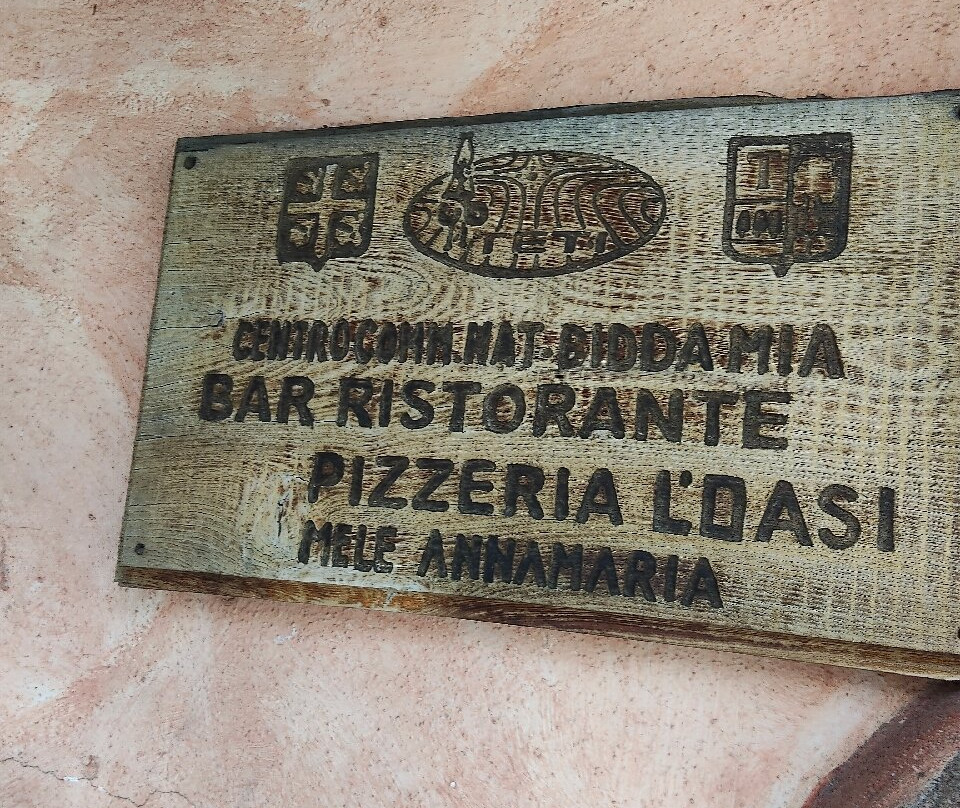 TETI
CENTRO COMM. NAT. BIDDA MIA
BAR RISTORANTE
PIZZERIA L'OASI
MELE ANNAMARIA